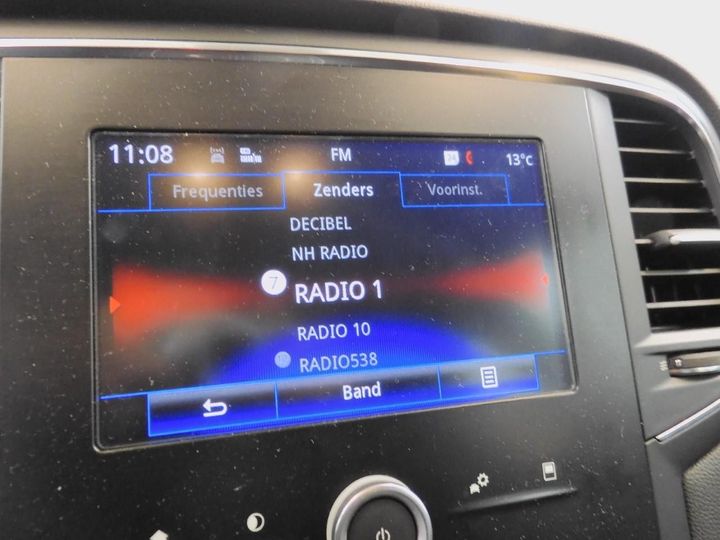 11:08 FM 13°C
Frequenties Zenders Voorinst.
DECIBEL
NH RADIO
7 RADIO 1
RADIO 10
RADIO538
Band